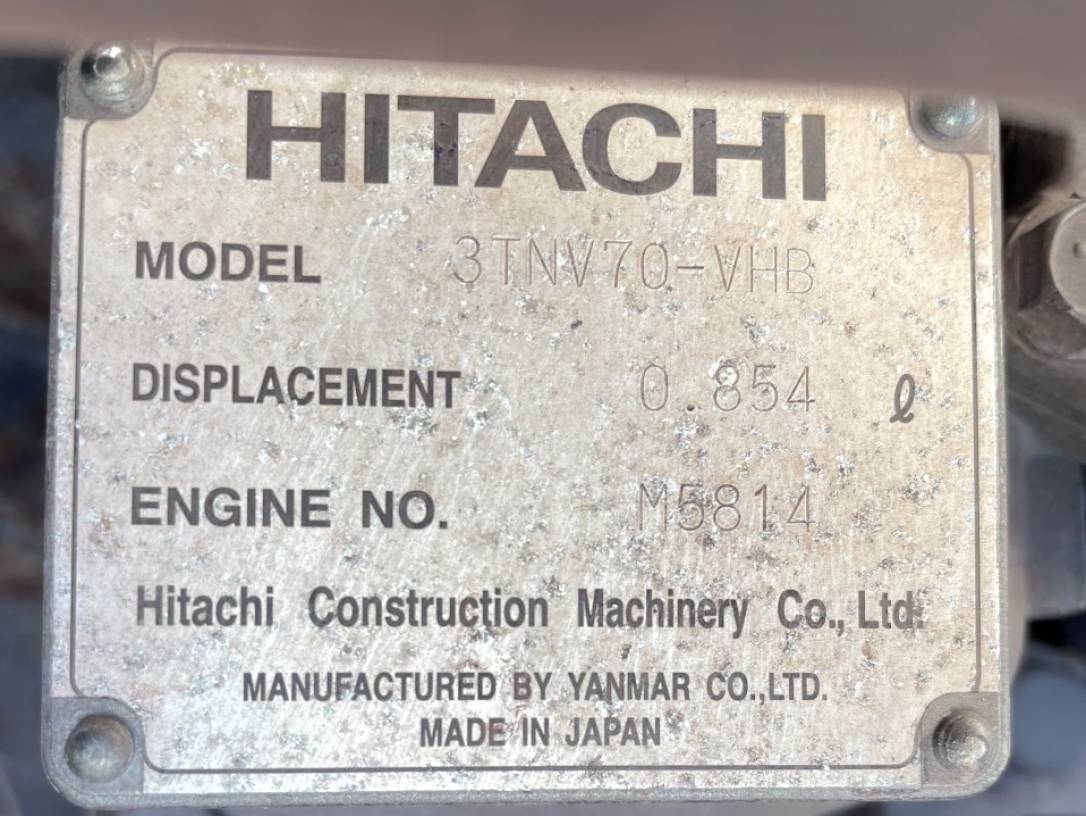 HITACHI
MODEL 3TNV70-VHB
DISPLACEMENT 0.854 ℓ
ENGINE NO. M5814
Hitachi Construction Machinery Co., Ltd.
MANUFACTURED BY YANMAR CO.,LTD.
MADE IN JAPAN